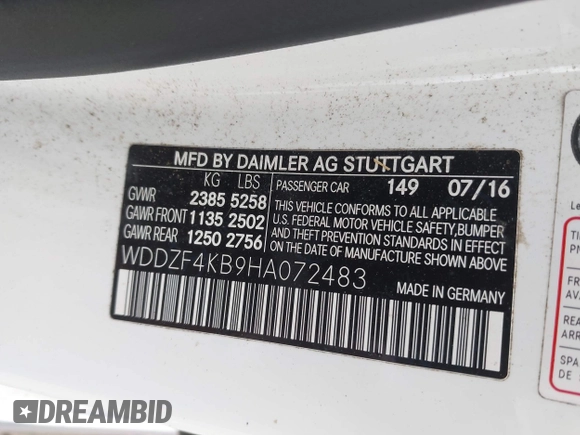 MFD BY DAIMLER AG STUTTGART
KG LBS
GVWR 2385 5258
GAWR FRONT 1135 2502
GAWR REAR 1250 2756
PASSENGER CAR 149 07/16
THIS VEHICLE CONFORMS TO ALL APPLICABLE
U.S. FEDERAL MOTOR VEHICLE SAFETY,BUMPER
AND THEFT PREVENTION STANDARDS IN EFFECT
ON THE DATE OF MANUFACTURE SHOWN ABOVE
WDDZF4KB9HA072483
MADE IN GERMANY
DREAMBID